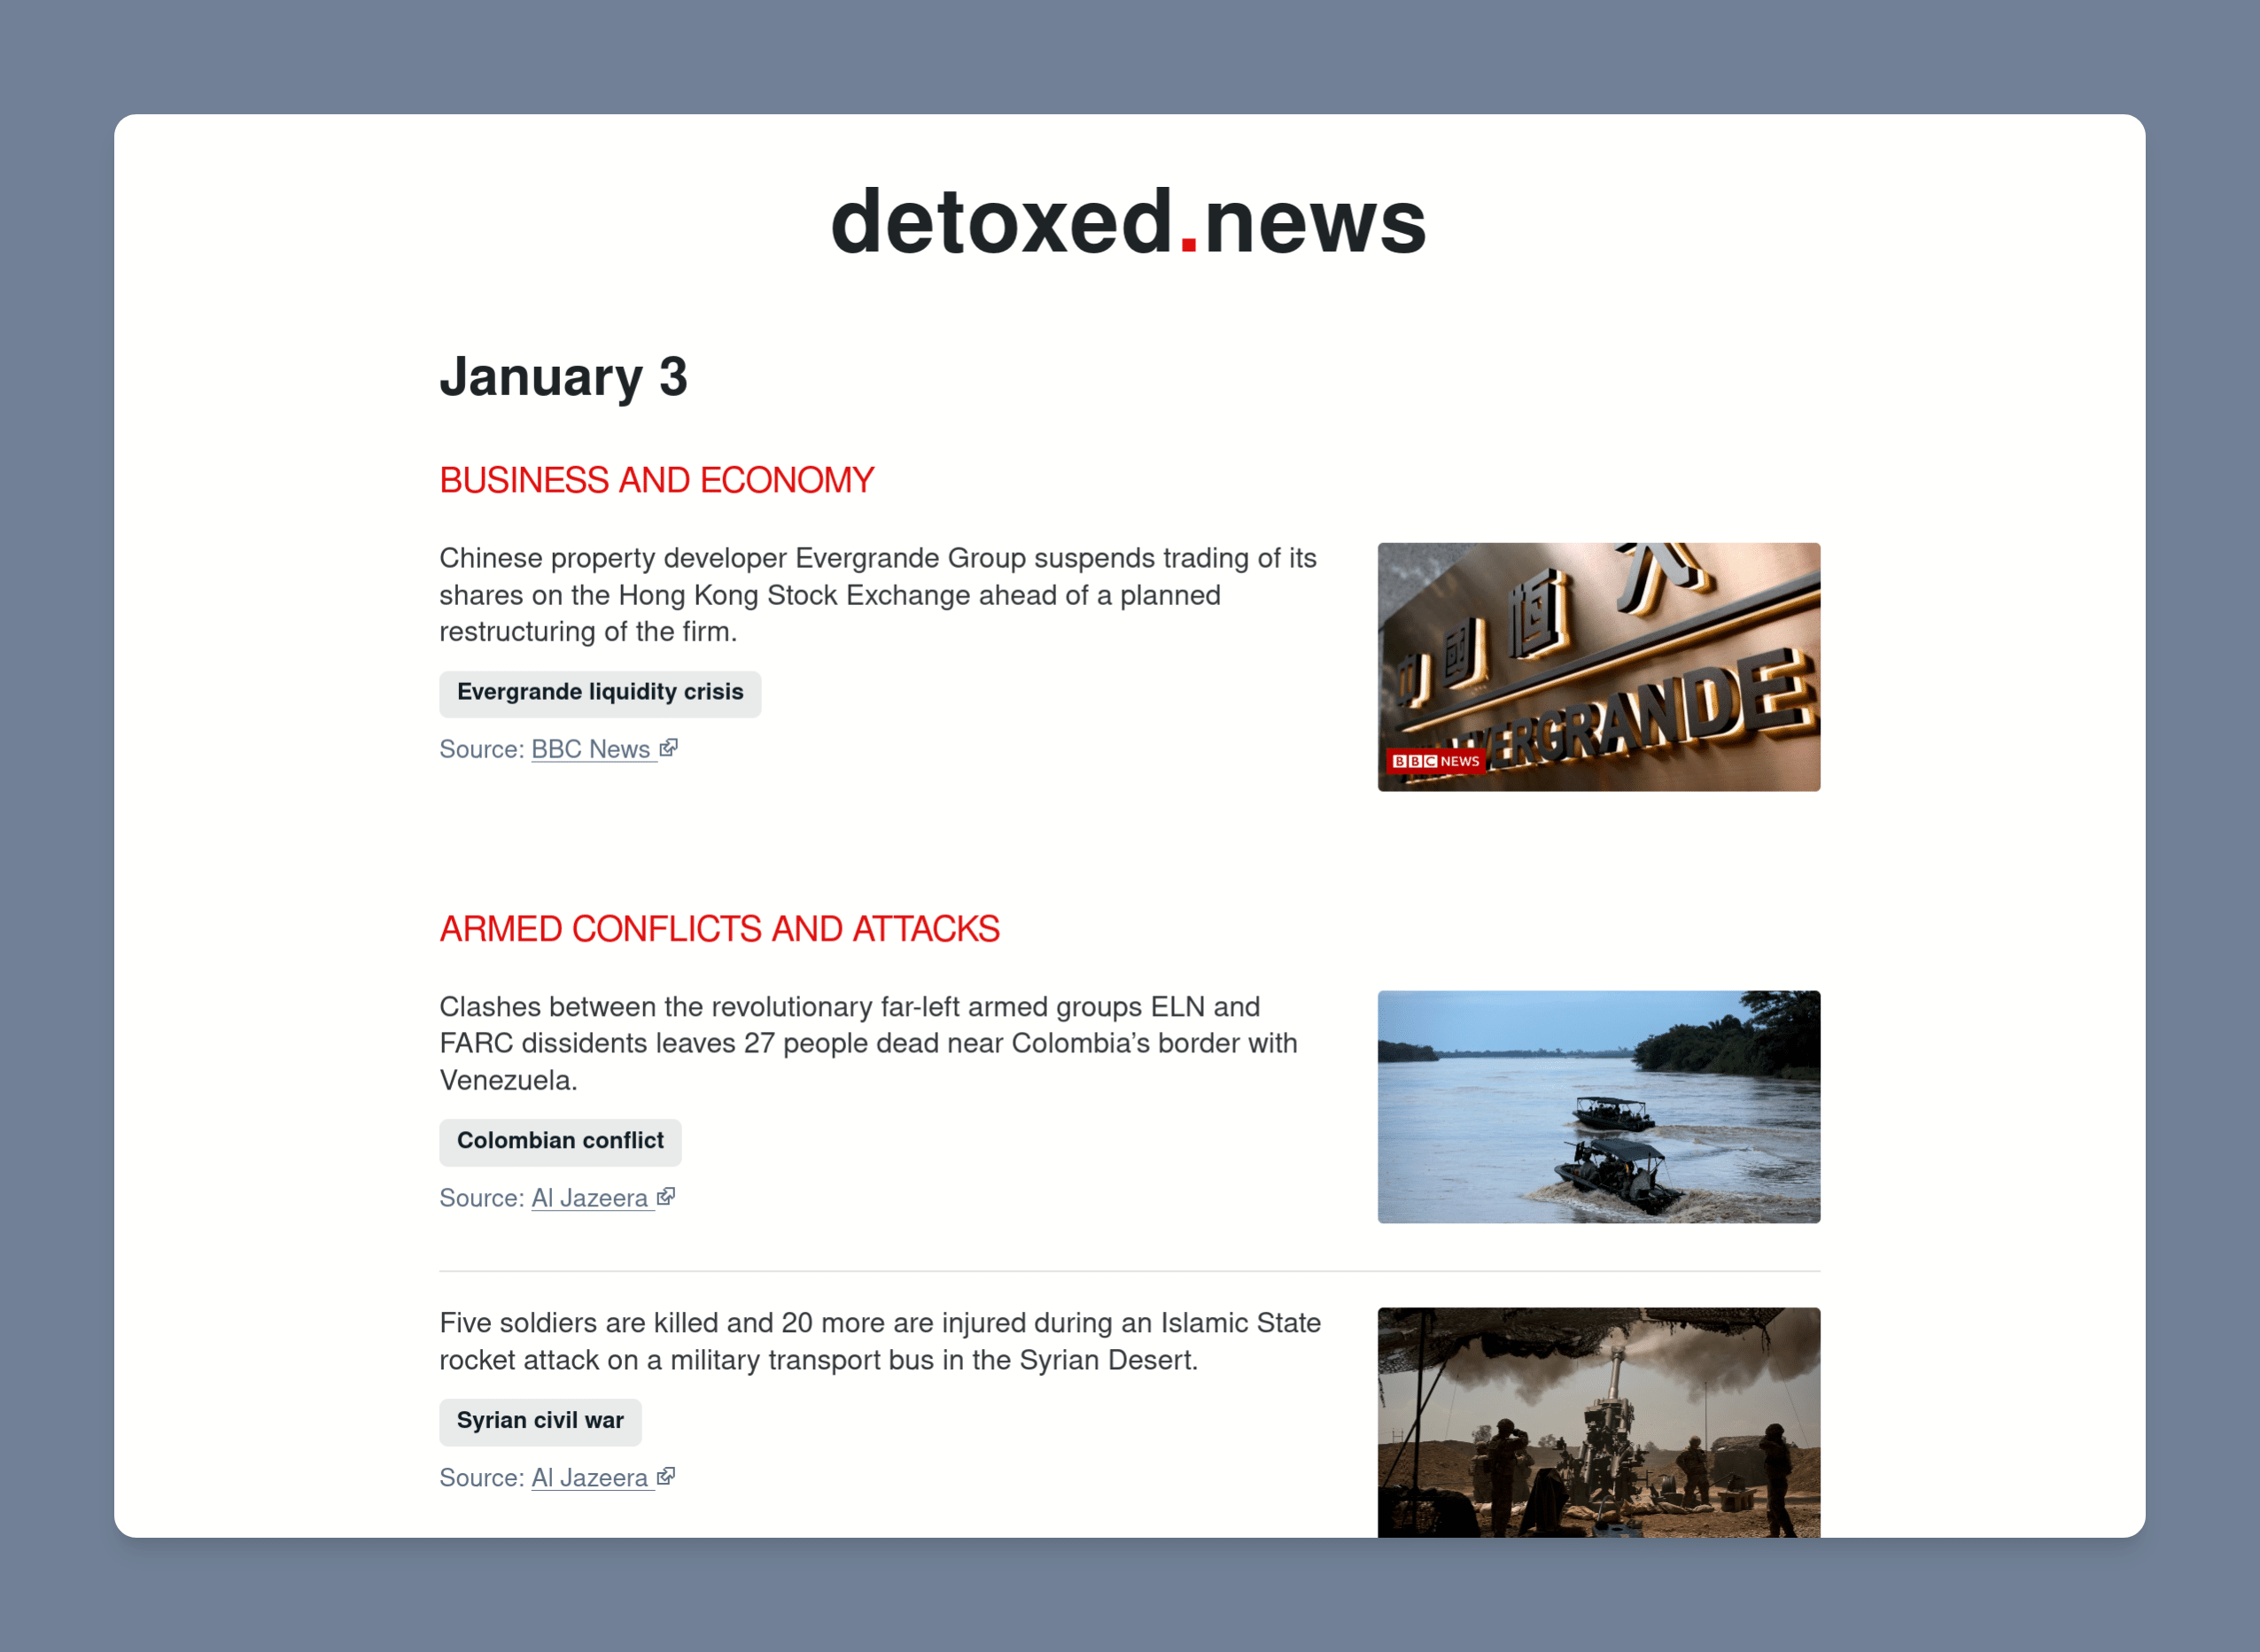 detoxed.news
January 3
BUSINESS AND ECONOMY
Chinese property developer Evergrande Group suspends trading of its
shares on the Hong Kong Stock Exchange ahead of a planned
restructuring of the firm.
Evergrande liquidity crisis
Source: BBC News
中國恒大
EVERGRANDE
BBC NEWS
ARMED CONFLICTS AND ATTACKS
Clashes between the revolutionary far-left armed groups ELN and
FARC dissidents leaves 27 people dead near Colombia’s border with
Venezuela.
Colombian conflict
Source: Al Jazeera
Five soldiers are killed and 20 more are injured during an Islamic State
rocket attack on a military transport bus in the Syrian Desert.
Syrian civil war
Source: Al Jazeera